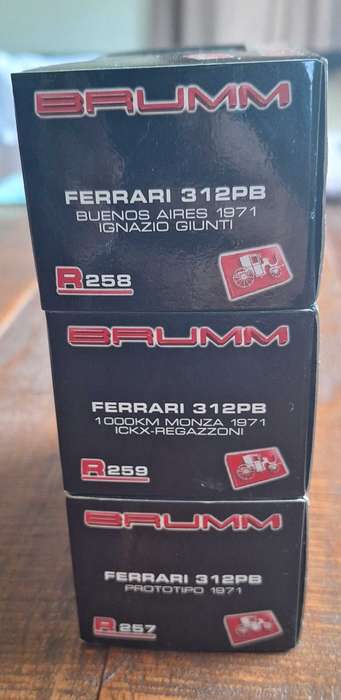 BRUMM
FERRARI 312PB
BUENOS AIRES 1971
IGNAZIO GIUNTI
R258
BRUMM
FERRARI 312PB
1000KM MONZA 1971
ICKX-REGAZZONI
R259
BRUMM
FERRARI 312PB
PROTOTIPO 1971
R257